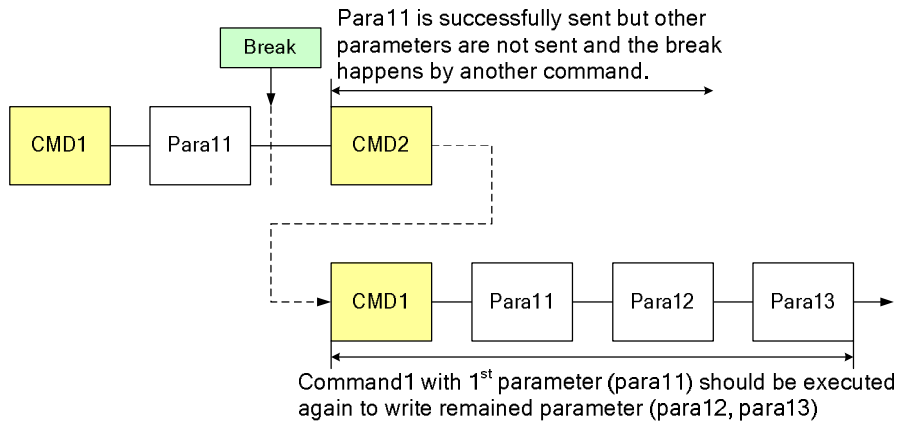 Para11 is successfully sent but other
parameters are not sent and the break
happens by another command.
Break
CMD1
Para11
CMD2
CMD1
Para11
Para12
Para13
Command1 with 1st parameter (para11) should be executed
again to write remained parameter (para12, para13)